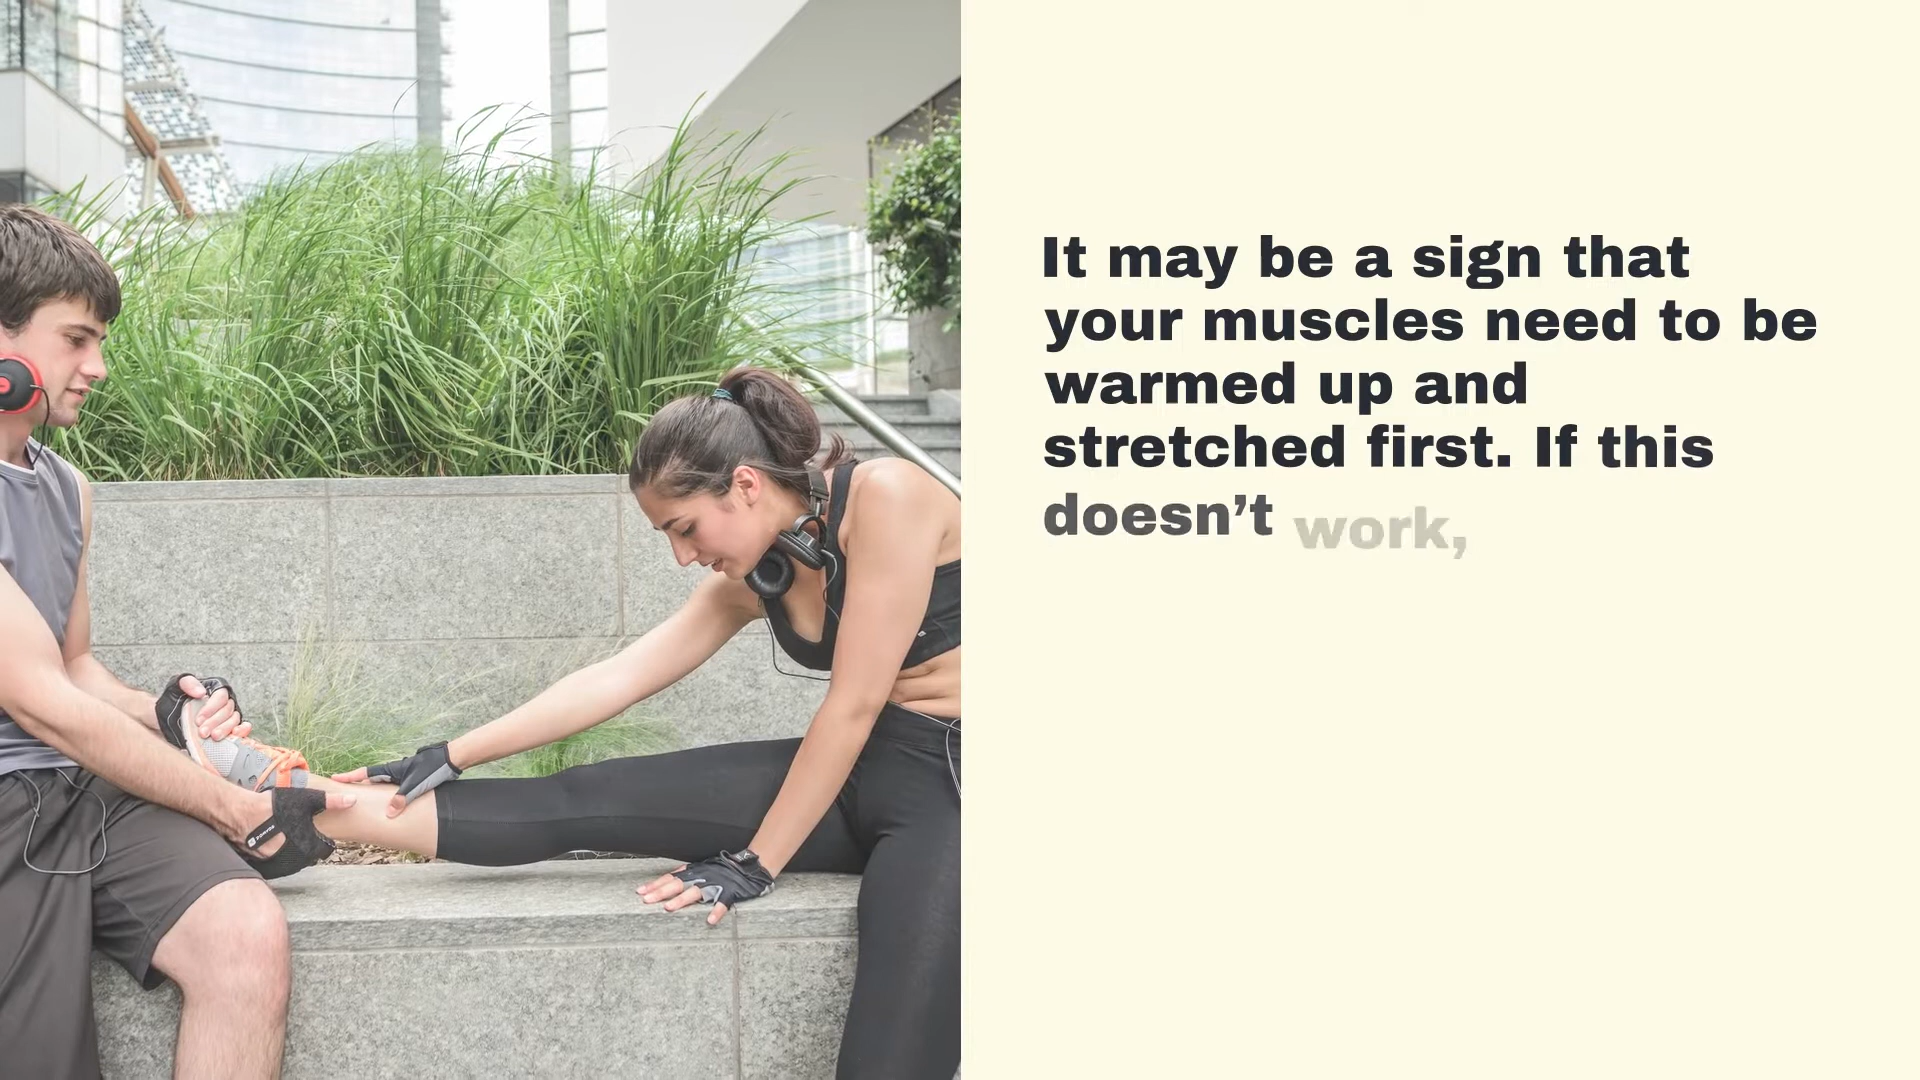 It may be a sign that
your muscles need to be
warmed up and
stretched first. If this
doesn’t work,